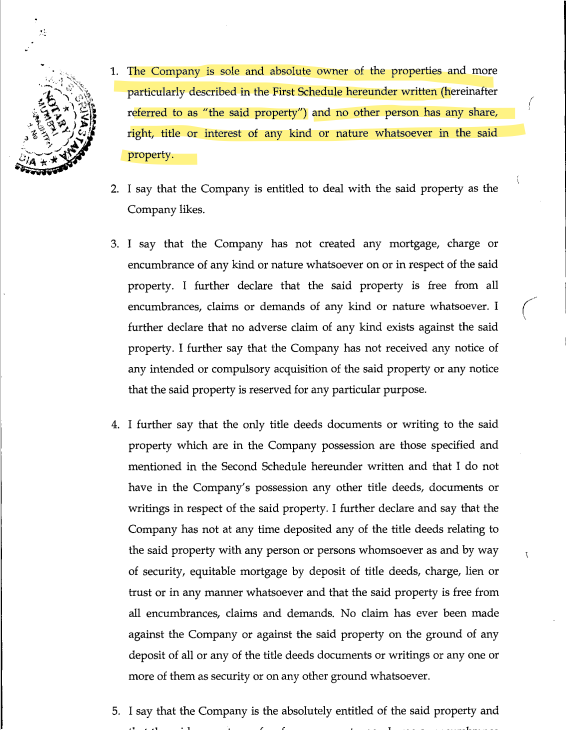 1. The Company is sole and absolute owner of the properties and more
particularly described in the First Schedule hereunder written (hereinafter
referred to as "the said property") and no other person has any share,
right, title or interest of any kind or nature whatsoever in the said
property.
NOTARY
SRIVASTAVA
2. I say that the Company is entitled to deal with the said property as the
Company likes.
3. I say that the Company has not created any mortgage, charge or
encumbrance of any kind or nature whatsoever on or in respect of the said
property. I further declare that the said property is free from all
encumbrances, claims or demands of any kind or nature whatsoever. I
further declare that no adverse claim of any kind exists against the said
property. I further say that the Company has not received any notice of
any intended or compulsory acquisition of the said property or any notice
that the said property is reserved for any particular purpose.
4. I further say that the only title deeds documents or writing to the said
property which are in the Company possession are those specified and
mentioned in the Second Schedule hereunder written and that I do not
have in the Company's possession any other title deeds, documents or
writings in respect of the said property. I further declare and say that the
Company has not at any time deposited any of the title deeds relating to
the said property with any person or persons whomsoever as and by way
of security, equitable mortgage by deposit of title deeds, charge, lien or
trust or in any manner whatsoever and that the said property is free from
all encumbrances, claims and demands. No claim has ever been made
against the Company or against the said property on the ground of any
deposit of all or any of the title deeds documents or writings or any one or
more of them as security or on any other ground whatsoever.
5. I say that the Company is the absolutely entitled of the said property and